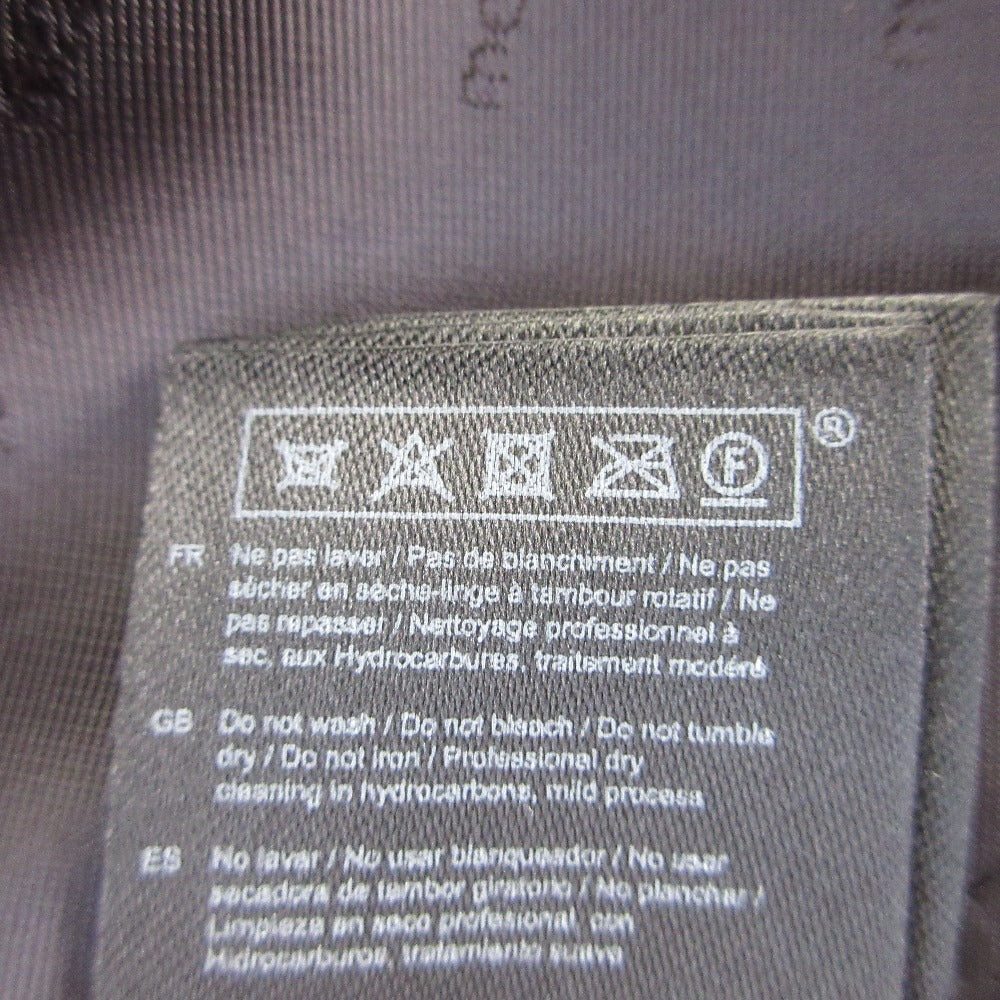 F ®
FR Ne pas laver / Pas de blanchiment / Ne pas
sécher en sèche-linge à tambour rotatif / Ne
pas repasser / Nettoyage professionnel à
sec, aux Hydrocarbures, traitement modéré
GB Do not wash / Do not bleach / Do not tumble
dry / Do not iron / Professional dry
cleaning in hydrocarbons, mild process
ES No lavar / No usar blanqueador / No usar
secadora de tambor giratorio / No planchar /
Limpieza en seco profesional, con
Hidrocarburos, tratamiento suave